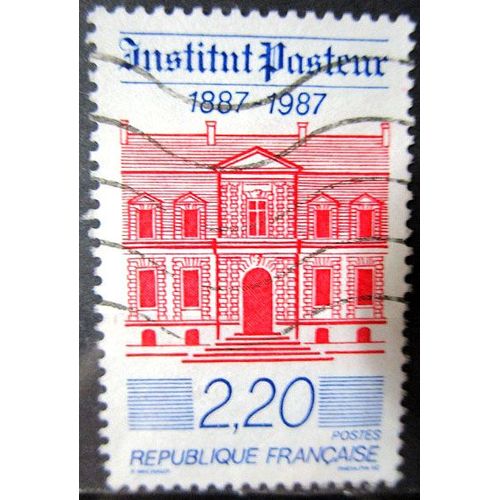 Institut Pasteur
1887-1987
2,20
POSTES
REPUBLIQUE FRANÇAISE